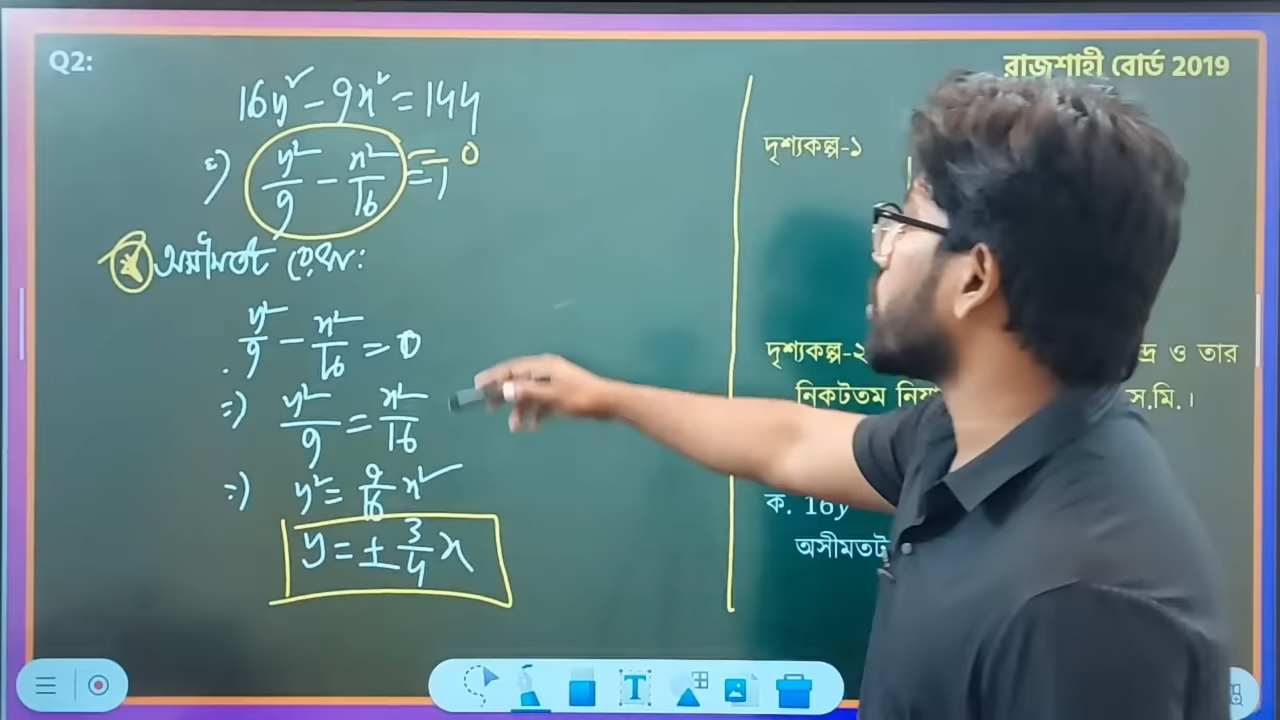 Q2:
16y² - 9x² = 144
⇒) y²/9 - x²/16 = 1 = 0
অসীমতট রেখা:
y²/9 - x²/16 = 0
⇒) y²/9 = x²/16
⇒) y² = 9/16 x²
y = ± 3/4 x
রাজশাহী বোর্ড 2019
দৃশ্যকল্প-১
দৃশ্যকল্প-২ ও তার
নিকটতম স.মি.।
ক. 16y
অসীমতট
T